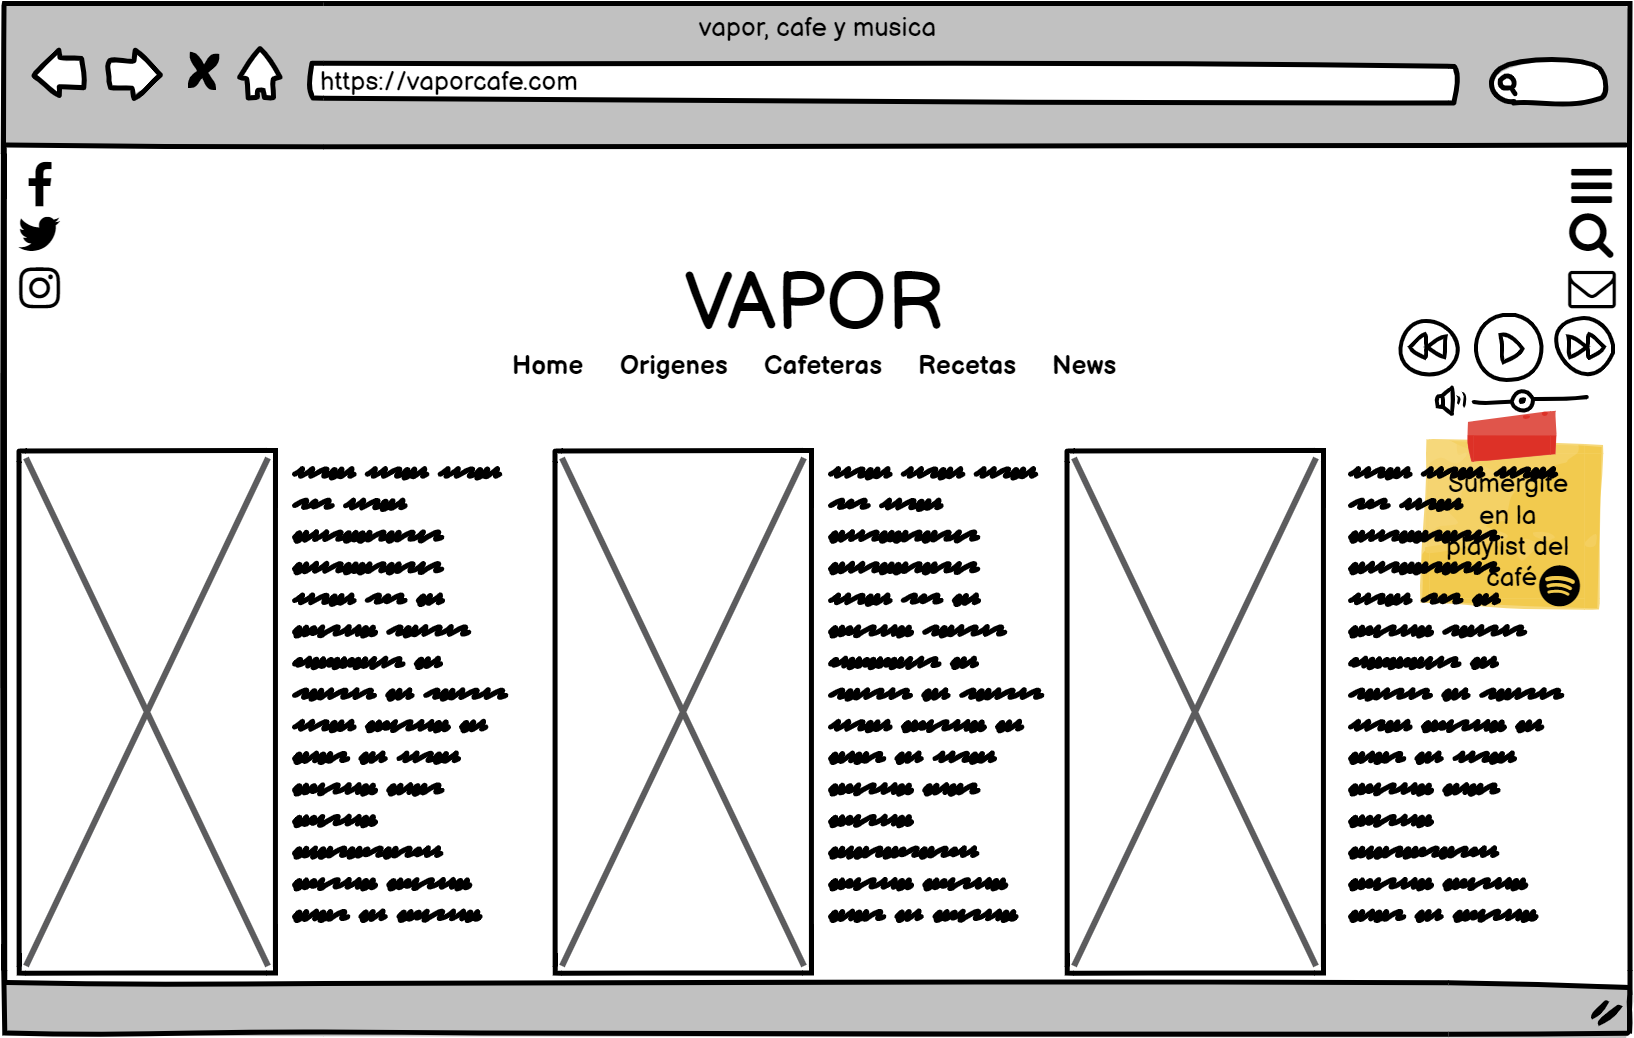 vapor, cafe y musica
https://vaporcafe.com
VAPOR
Home Origenes Cafeteras Recetas News
Sumergite
en la
playlist del
café